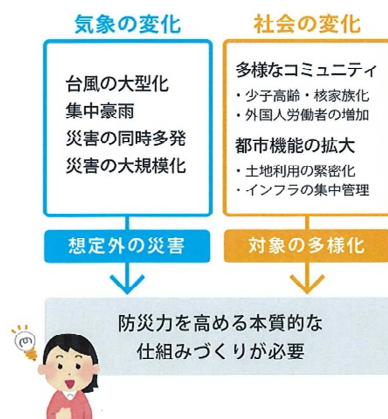 気象の変化
台風の大型化
集中豪雨
災害の同時多発
災害の大規模化
想定外の災害
社会の変化
多様なコミュニティ
・少子高齢・核家族化
・外国人労働者の増加
都市機能の拡大
・土地利用の緊密化
・インフラの集中管理
対象の多様化
防災力を高める本質的な
仕組みづくりが必要